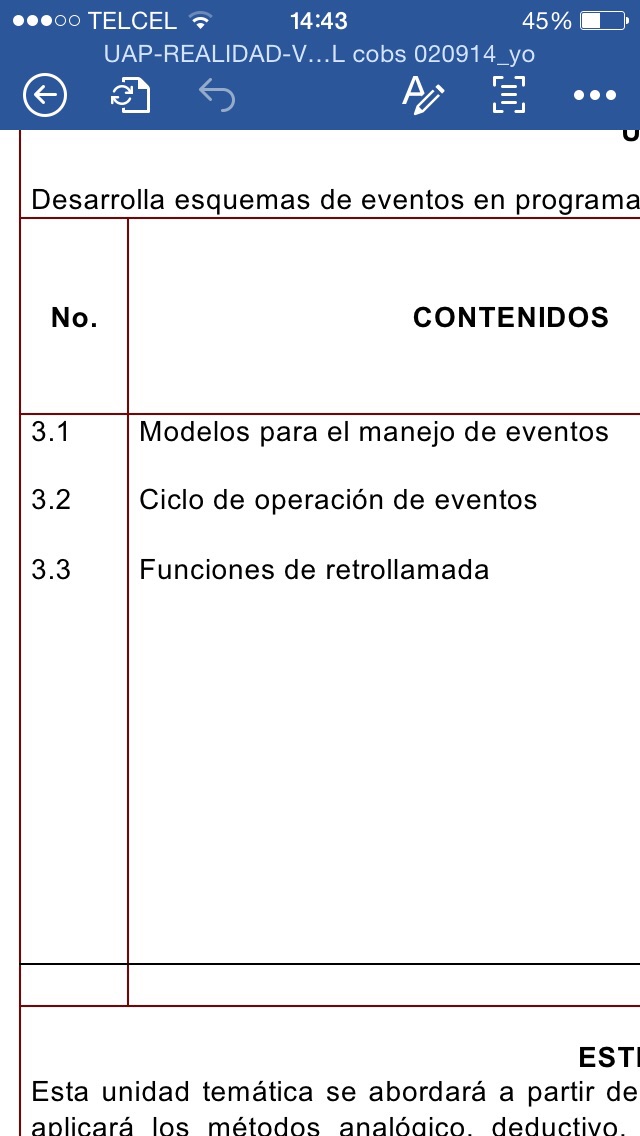 TELCEL 14:43 45%
UAP-REALIDAD-V...L cobs 020914_yo
Desarrolla esquemas de eventos en programa
No. CONTENIDOS
3.1 Modelos para el manejo de eventos
3.2 Ciclo de operación de eventos
3.3 Funciones de retrollamada
Esta unidad temática se abordará a partir de
aplicará los métodos analógico, deductivo,